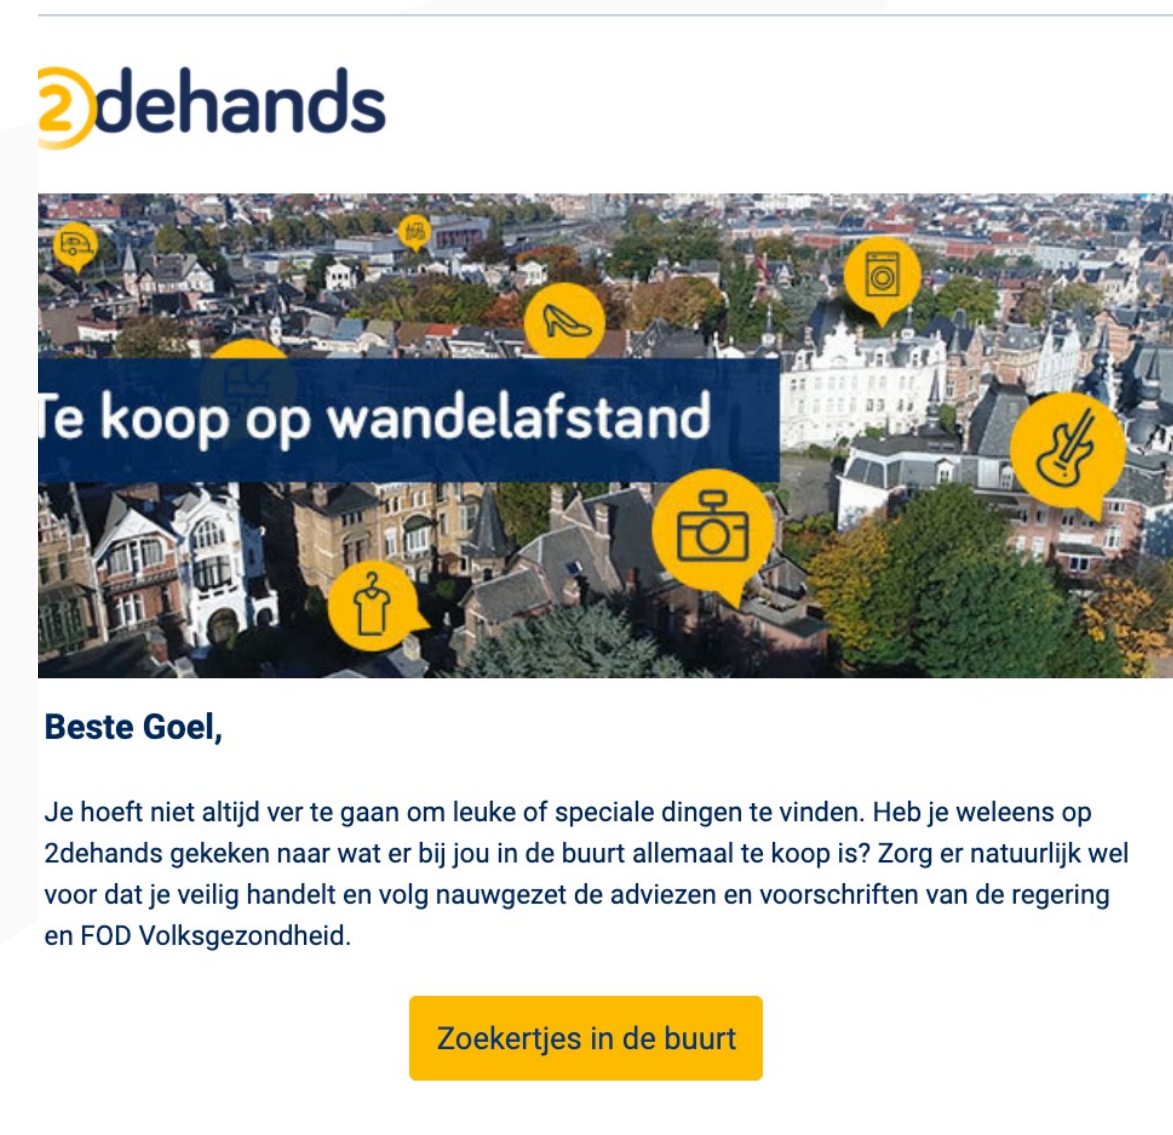 2dehands
Te koop op wandelafstand
Beste Goel,
Je hoeft niet altijd ver te gaan om leuke of speciale dingen te vinden. Heb je weleens op
2dehands gekeken naar wat er bij jou in de buurt allemaal te koop is? Zorg er natuurlijk wel
voor dat je veilig handelt en volg nauwgezet de adviezen en voorschriften van de regering
en FOD Volksgezondheid.
Zoekertjes in de buurt